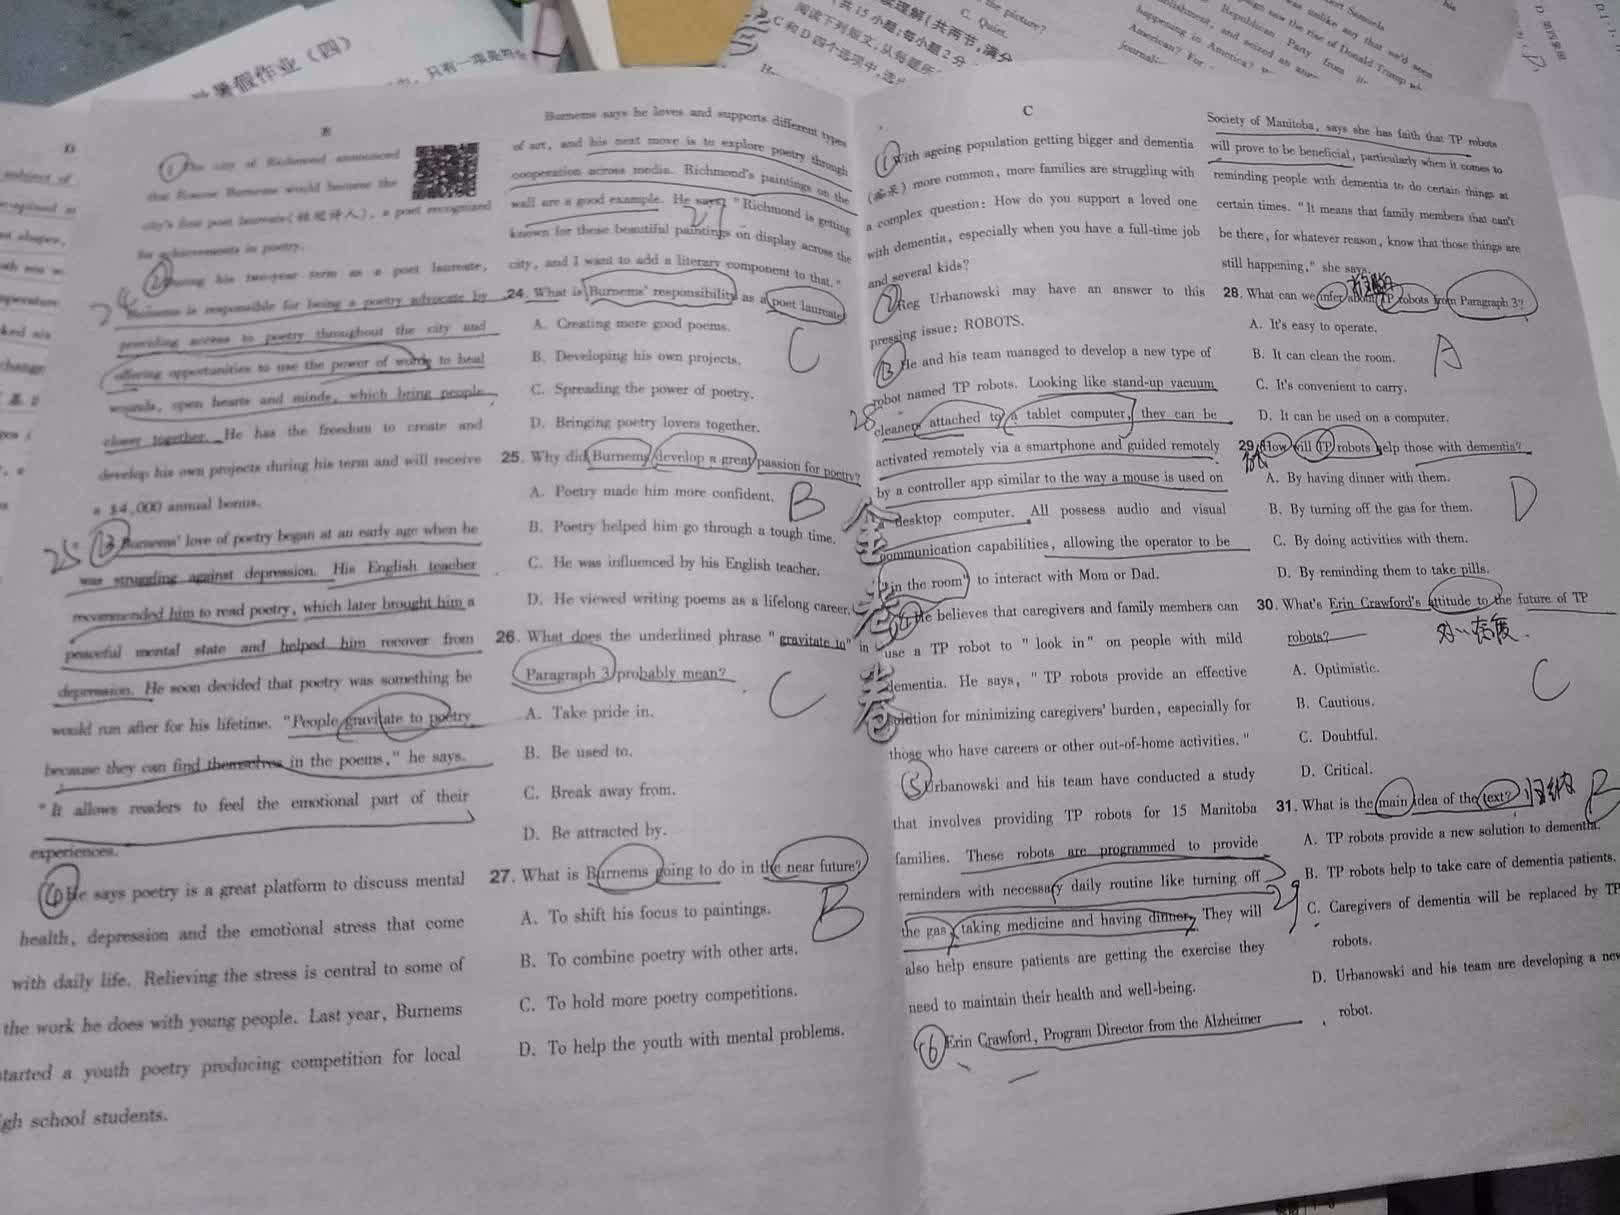 暑假作业（四）
B
The city of Richmond announced
that Roscoe Burnems would become the
city's first poet laureate(桂冠诗人), a poet recognized
for achievements in poetry.
During his two-year term as a poet laureate,
Burnems is responsible for being a poetry advocate by
providing access to poetry throughout the city and
offering opportunities to use the power of words to heal
wounds, open hearts and minds, which bring people
closer together. He has the freedom to create and
develop his own projects during his term and will receive
a $4,000 annual bonus.
Burnems' love of poetry began at an early age when he
was struggling against depression. His English teacher
recommended him to read poetry, which later brought him a
peaceful mental state and helped him recover from
depression. He soon decided that poetry was something he
would run after for his lifetime. "People gravitate to poetry
because they can find themselves in the poems," he says.
"It allows readers to feel the emotional part of their
experiences.
He says poetry is a great platform to discuss mental
health, depression and the emotional stress that come
with daily life. Relieving the stress is central to some of
the work he does with young people. Last year, Burnems
started a youth poetry producing competition for local
high school students.
Burnems says he loves and supports different types
of art, and his next move is to explore poetry through
cooperation across media. Richmond's paintings on the
wall are a good example. He says, "Richmond is getting
known for these beautiful paintings on display across the
city, and I want to add a literary component to that."
24. What is Burnems' responsibility as a poet laureate
A. Creating more good poems.
B. Developing his own projects.
C. Spreading the power of poetry.
D. Bringing poetry lovers together.
C
25. Why did Burnems develop a great passion for poetry?
A. Poetry made him more confident.
B. Poetry helped him go through a tough time.
C. He was influenced by his English teacher.
D. He viewed writing poems as a lifelong career.
B
26. What does the underlined phrase "gravitate to" in
Paragraph 3 probably mean?
A. Take pride in.
B. Be used to.
C. Break away from.
D. Be attracted by.
C
27. What is Burnems going to do in the near future?
A. To shift his focus to paintings.
B. To combine poetry with other arts.
C. To hold more poetry competitions.
D. To help the youth with mental problems.
B
C
With ageing population getting bigger and dementia
(痴呆) more common, more families are struggling with
a complex question: How do you support a loved one
with dementia, especially when you have a full-time job
and several kids?
Reg Urbanowski may have an answer to this
pressing issue: ROBOTS.
He and his team managed to develop a new type of
robot named TP robots. Looking like stand-up vacuum
cleaners attached to a tablet computer, they can be
activated remotely via a smartphone and guided remotely
by a controller app similar to the way a mouse is used on
a desktop computer. All possess audio and visual
communication capabilities, allowing the operator to be
"in the room" to interact with Mom or Dad.
He believes that caregivers and family members can
use a TP robot to "look in" on people with mild
dementia. He says, "TP robots provide an effective
solution for minimizing caregivers' burden, especially for
those who have careers or other out-of-home activities."
Urbanowski and his team have conducted a study
that involves providing TP robots for 15 Manitoba
families. These robots are programmed to provide
reminders with necessary daily routine like turning off
the gas, taking medicine and having dinner. They will
also help ensure patients are getting the exercise they
need to maintain their health and well-being.
Erin Crawford, Program Director from the Alzheimer
Society of Manitoba, says she has faith that TP robots
will prove to be beneficial, particularly when it comes to
reminding people with dementia to do certain things at
certain times. "It means that family members that can't
be there, for whatever reason, know that those things are
still happening," she says.
28. What can we infer about TP robots from Paragraph 3?
A. It's easy to operate.
B. It can clean the room.
C. It's convenient to carry.
D. It can be used on a computer.
A
29. How will TP robots help those with dementia?
A. By having dinner with them.
B. By turning off the gas for them.
C. By doing activities with them.
D. By reminding them to take pills.
D
30. What's Erin Crawford's attitude to the future of TP
robots?
A. Optimistic.
B. Cautious.
C. Doubtful.
D. Critical.
C
31. What is the main idea of the text? 归纳
A. TP robots provide a new solution to dementia.
B. TP robots help to take care of dementia patients.
C. Caregivers of dementia will be replaced by TP
robots.
D. Urbanowski and his team are developing a new
robot.
B